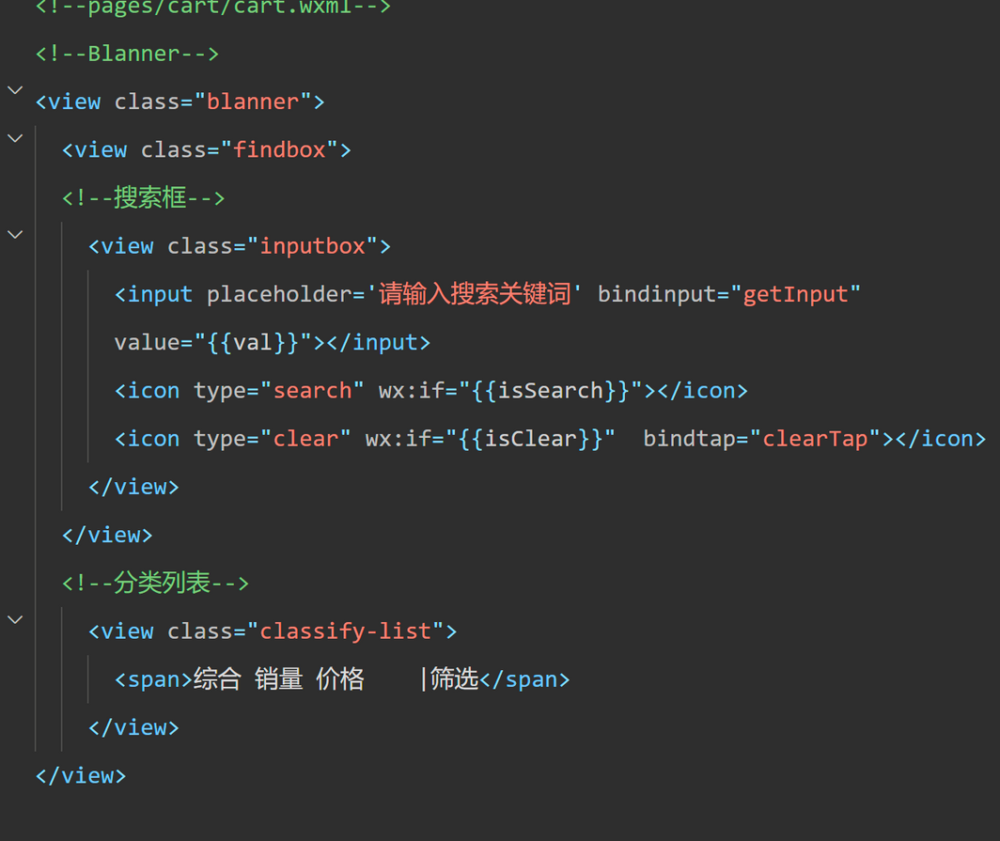 <!--pages/cart/cart.wxml-->
<!--Blanner-->
<view class="blanner">
<view class="findbox">
<!--搜索框-->
<view class="inputbox">
<input placeholder='请输入搜索关键词' bindinput="getInput"
value="{{val}}"></input>
<icon type="search" wx:if="{{isSearch}}"></icon>
<icon type="clear" wx:if="{{isClear}}"  bindtap="clearTap"></icon>
</view>
</view>
<!--分类列表-->
<view class="classify-list">
<span>综合 销量 价格    |筛选</span>
</view>
</view>